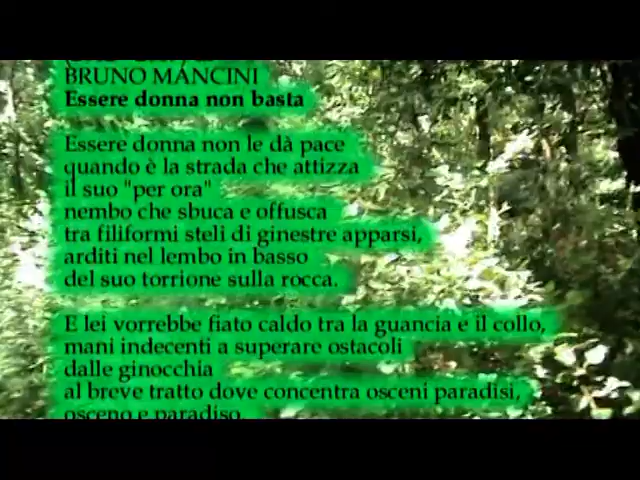 BRUNO MANCINI
Essere donna non basta
Essere donna non le dà pace
quando è la strada che attizza
il suo "per ora"
nembo che sbuca e offusca
tra filiformi steli di ginestre apparsi,
arditi nel lembo in basso
del suo torrione sulla rocca.
E lei vorrebbe fiato caldo tra la guancia e il collo,
mani indecenti a superare ostacoli
dalle ginocchia
al breve tratto dove concentra osceni paradisi,
osceno e paradiso